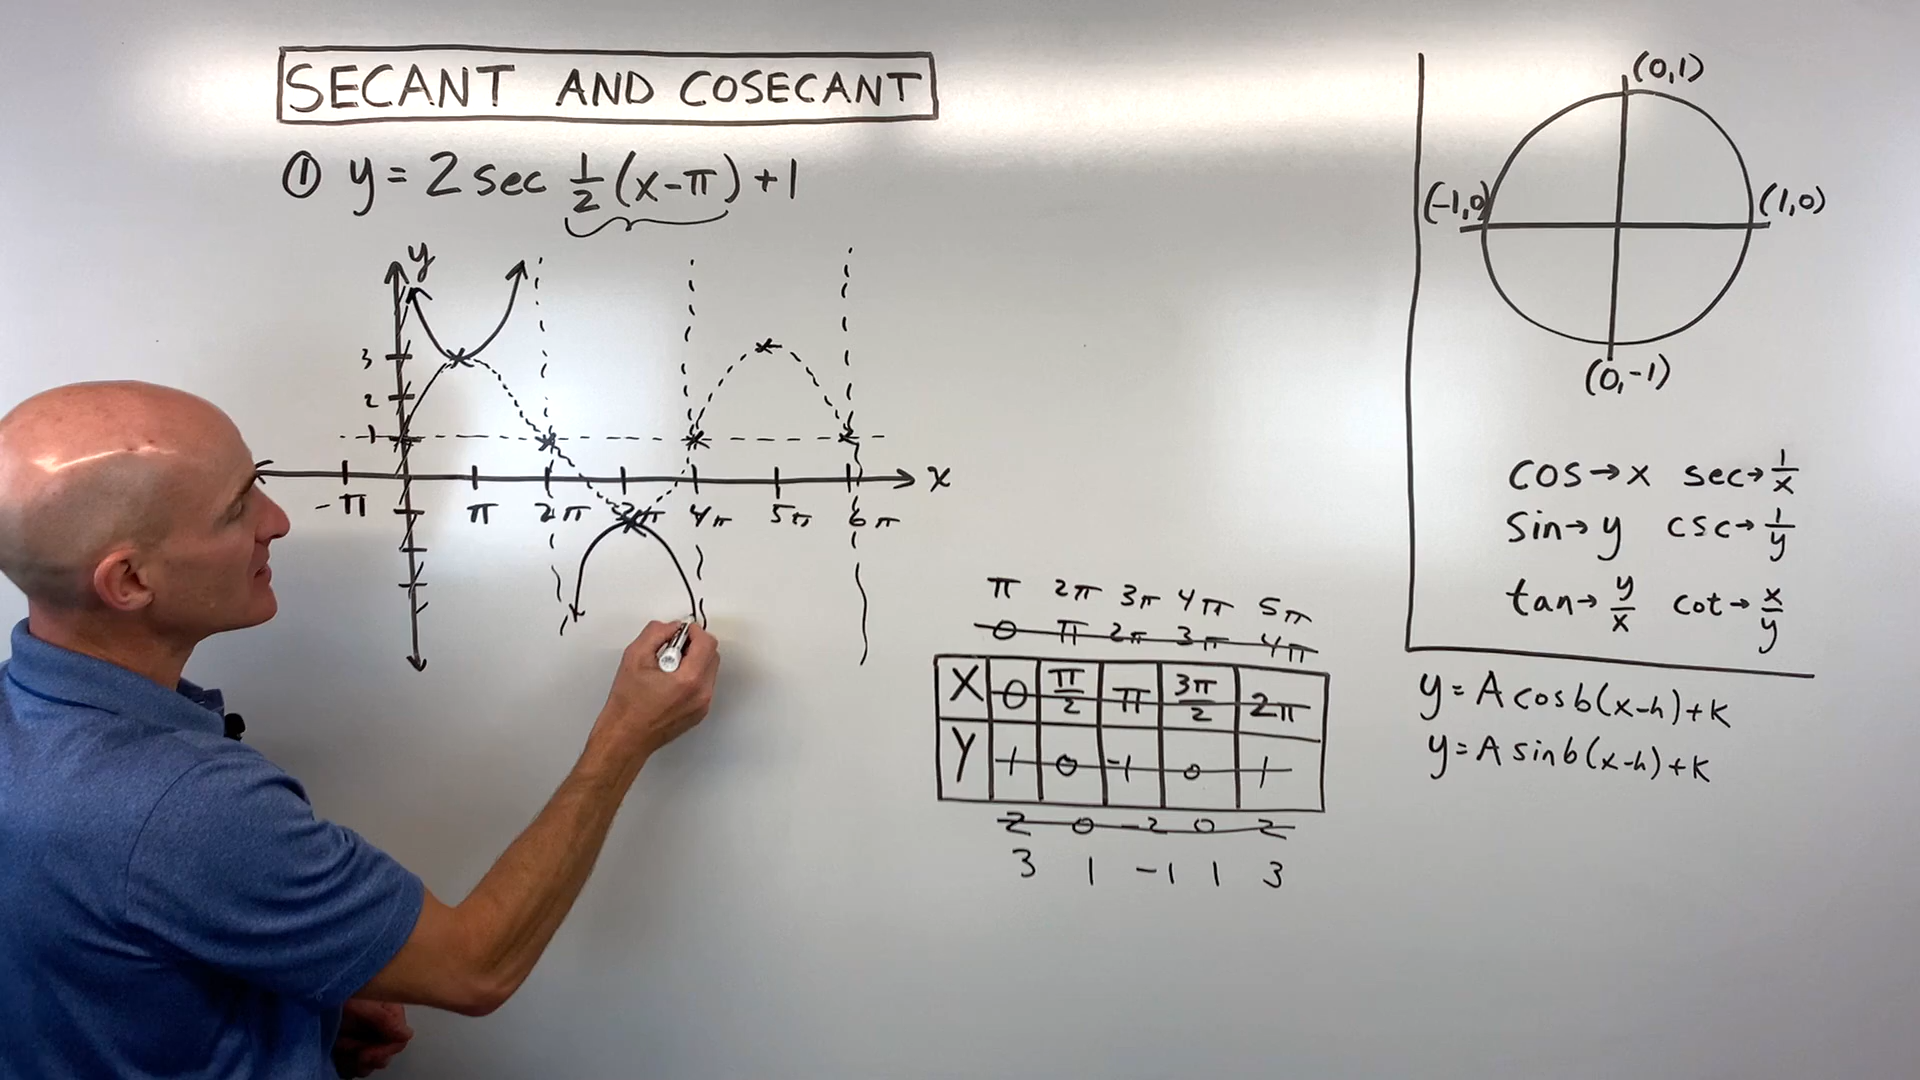 SECANT AND COSECANT
① y = 2 sec ½ (x-π) + 1
y
3
2
1
x
-π π 2π 3π 4π 5π 6π
π 2π 3π 4π 5π
0 π 2π 3π 4π
X 0 π/2 π 3π/2 2π
Y 1 0 -1 0 1
2 0 -2 0 2
3 1 -1 1 3
(0,1)
(-1,0) (1,0)
(0,-1)
cos→x sec→1/x
sin→y csc→1/y
tan→y/x cot→x/y
y = A cos b(x-h)+K
y = A sin b(x-h)+K